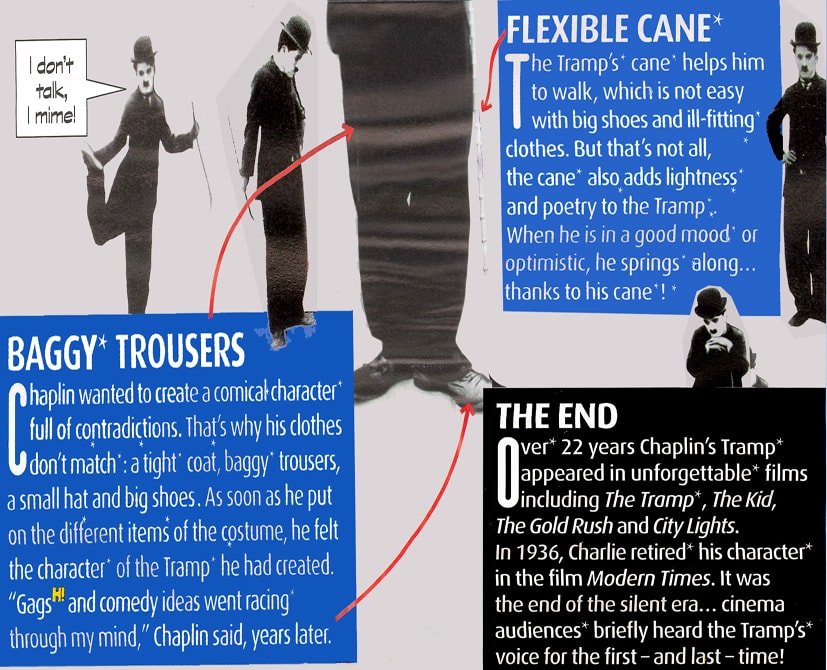 I don't
talk,
I mime!
FLEXIBLE CANE*
The Tramp's* cane* helps him
to walk, which is not easy
with big shoes and ill-fitting*
clothes. But that's not all,
the cane* also adds lightness*
and poetry to the Tramp*.
When he is in a good mood* or
optimistic, he springs* along...
thanks to his cane*! *
BAGGY* TROUSERS
Chaplin wanted to create a comical character*
full of contradictions. That's why his clothes
don't match*: a tight* coat, baggy* trousers,
a small hat and big shoes. As soon as he put
on the different items* of the costume, he felt
the character* of the Tramp* he had created.
"Gags H! and comedy ideas went racing*
through my mind," Chaplin said, years later.
THE END
Over* 22 years Chaplin's Tramp*
appeared in unforgettable* films
including The Tramp*, The Kid,
The Gold Rush and City Lights.
In 1936, Charlie retired* his character*
in the film Modern Times. It was
the end of the silent era... cinema
audiences* briefly heard the Tramp's*
voice for the first – and last – time!